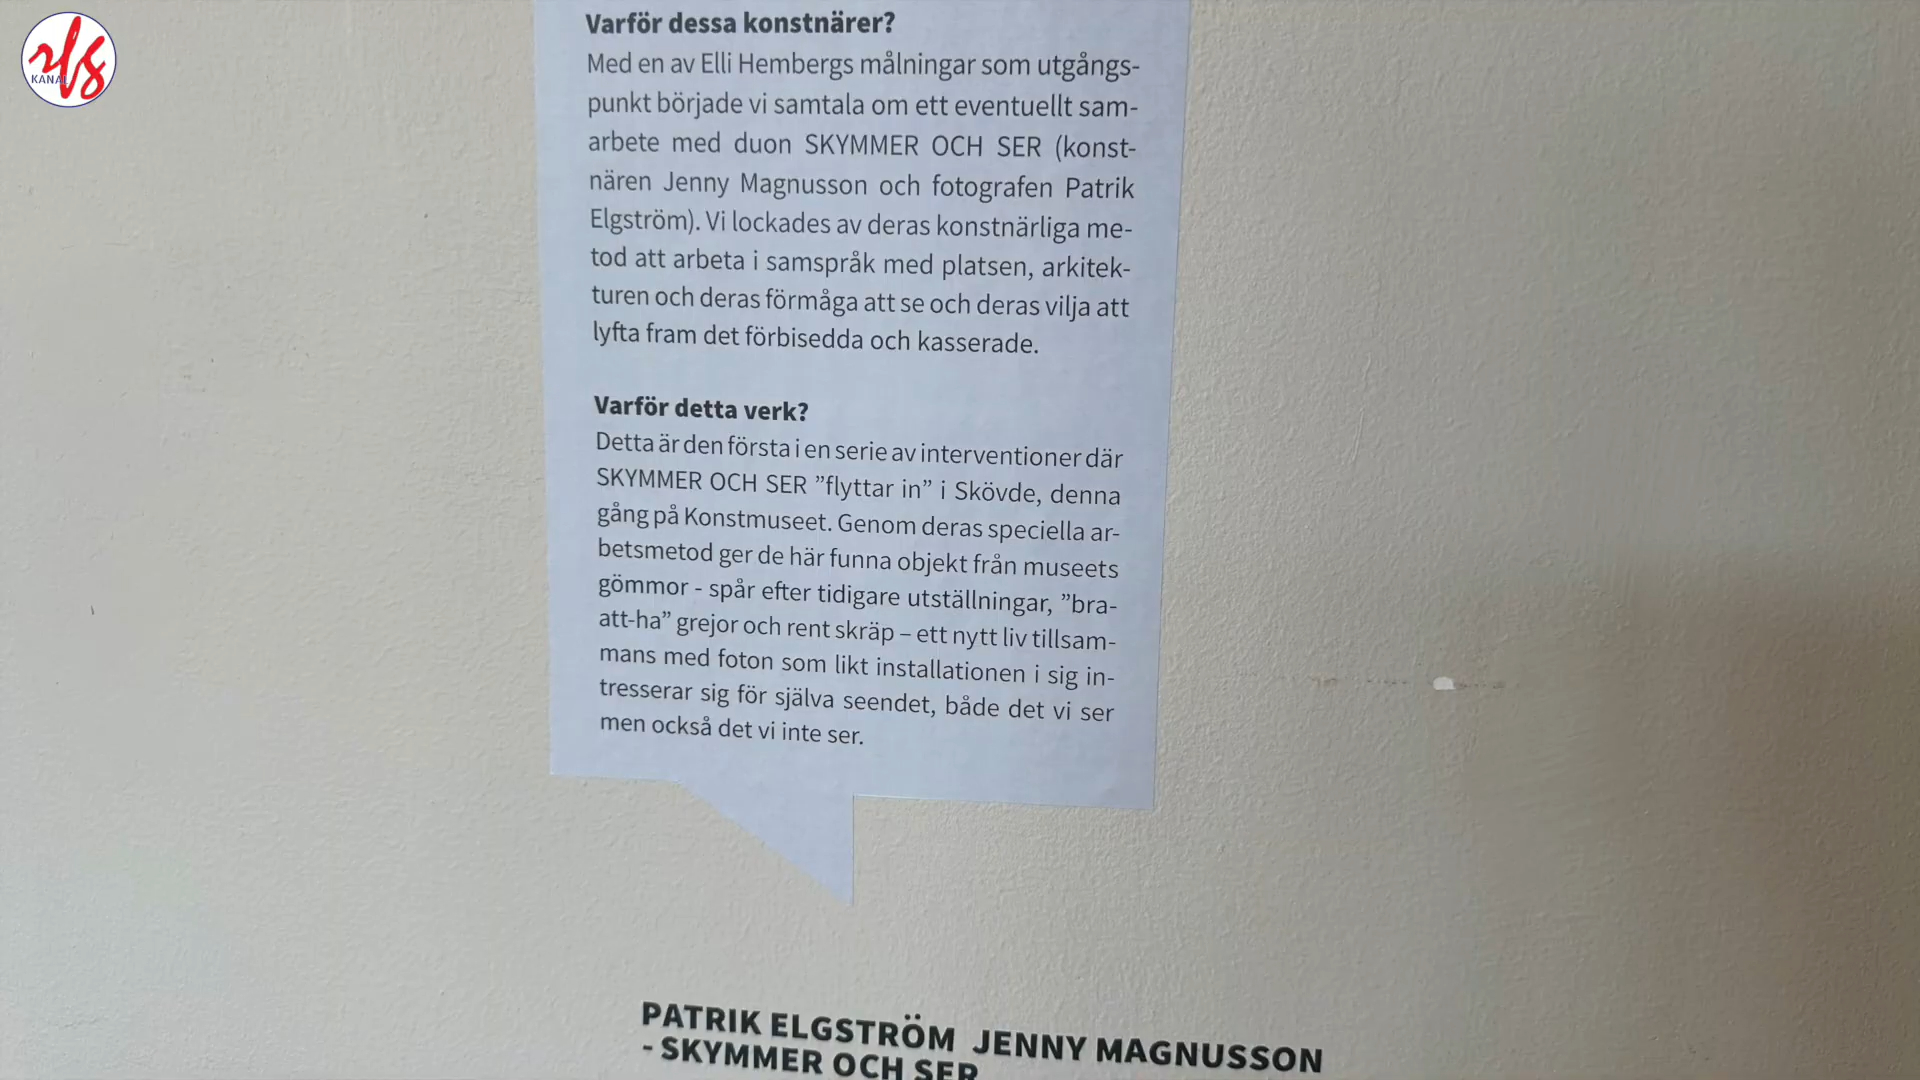 KANAL
Varför dessa konstnärer?
Med en av Elli Hembergs målningar som utgångs-
punkt började vi samtala om ett eventuellt sam-
arbete med duon SKYMMER OCH SER (konst-
nären Jenny Magnusson och fotografen Patrik
Elgström). Vi lockades av deras konstnärliga me-
tod att arbeta i samspråk med platsen, arkitek-
turen och deras förmåga att se och deras vilja att
lyfta fram det förbisedda och kasserade.
Varför detta verk?
Detta är den första i en serie av interventioner där
SKYMMER OCH SER ”flyttar in” i Skövde, denna
gång på Konstmuseet. Genom deras speciella ar-
betsmetod ger de här funna objekt från museets
gömmor - spår efter tidigare utställningar, ”bra-
att-ha” grejor och rent skräp – ett nytt liv tillsam-
mans med foton som likt installationen i sig in-
tresserar sig för själva seendet, både det vi ser
men också det vi inte ser.
PATRIK ELGSTRÖM JENNY MAGNUSSON
- SKYMMER OCH SER